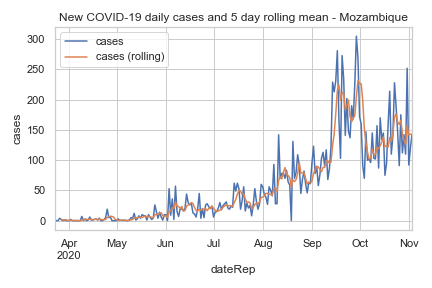 New COVID-19 daily cases and 5 day rolling mean - Mozambique
cases
cases (rolling)
300
250
200
150
100
50
0
cases
Apr May Jun Jul Aug Sep Oct Nov
2020
dateRep